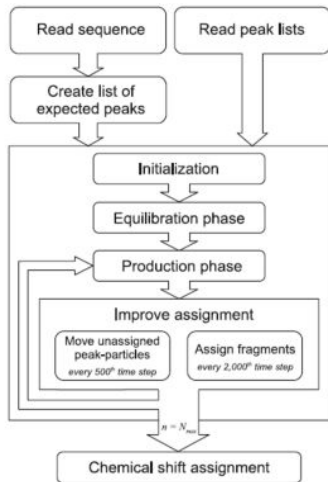 Read sequence
Read peak lists
Create list of
expected peaks
Initialization
Equilibration phase
Production phase
Improve assignment
Move unassigned
peak-particles
every 500th time step
Assign fragments
every 2,000th time step
n = Nmax
Chemical shift assignment